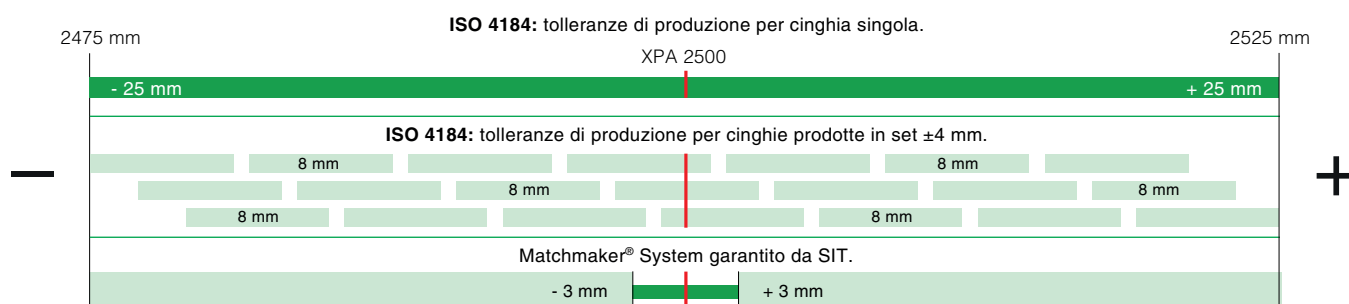 ISO 4184: tolleranze di produzione per cinghia singola.
2475 mm
2525 mm
XPA 2500
- 25 mm
+ 25 mm
ISO 4184: tolleranze di produzione per cinghie prodotte in set ±4 mm.
8 mm
8 mm
8 mm
8 mm
8 mm
8 mm
−
+
Matchmaker® System garantito da SIT.
- 3 mm
+ 3 mm